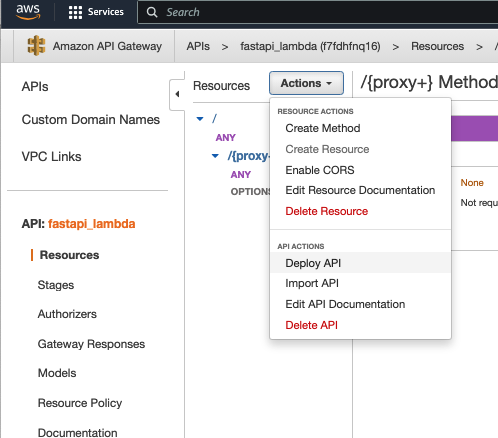 aws
Services
Search
Amazon API Gateway
APIs > fastapi_lambda (f7fdhfnq16) > Resources > /
APIs
Custom Domain Names
VPC Links
API: fastapi_lambda
Resources
Stages
Authorizers
Gateway Responses
Models
Resource Policy
Documentation
Resources
Actions
/
ANY
/{proxy+
ANY
OPTIONS
RESOURCE ACTIONS
Create Method
Create Resource
Enable CORS
Edit Resource Documentation
Delete Resource
API ACTIONS
Deploy API
Import API
Edit API Documentation
Delete API
/{proxy+} Method
None
Not requ